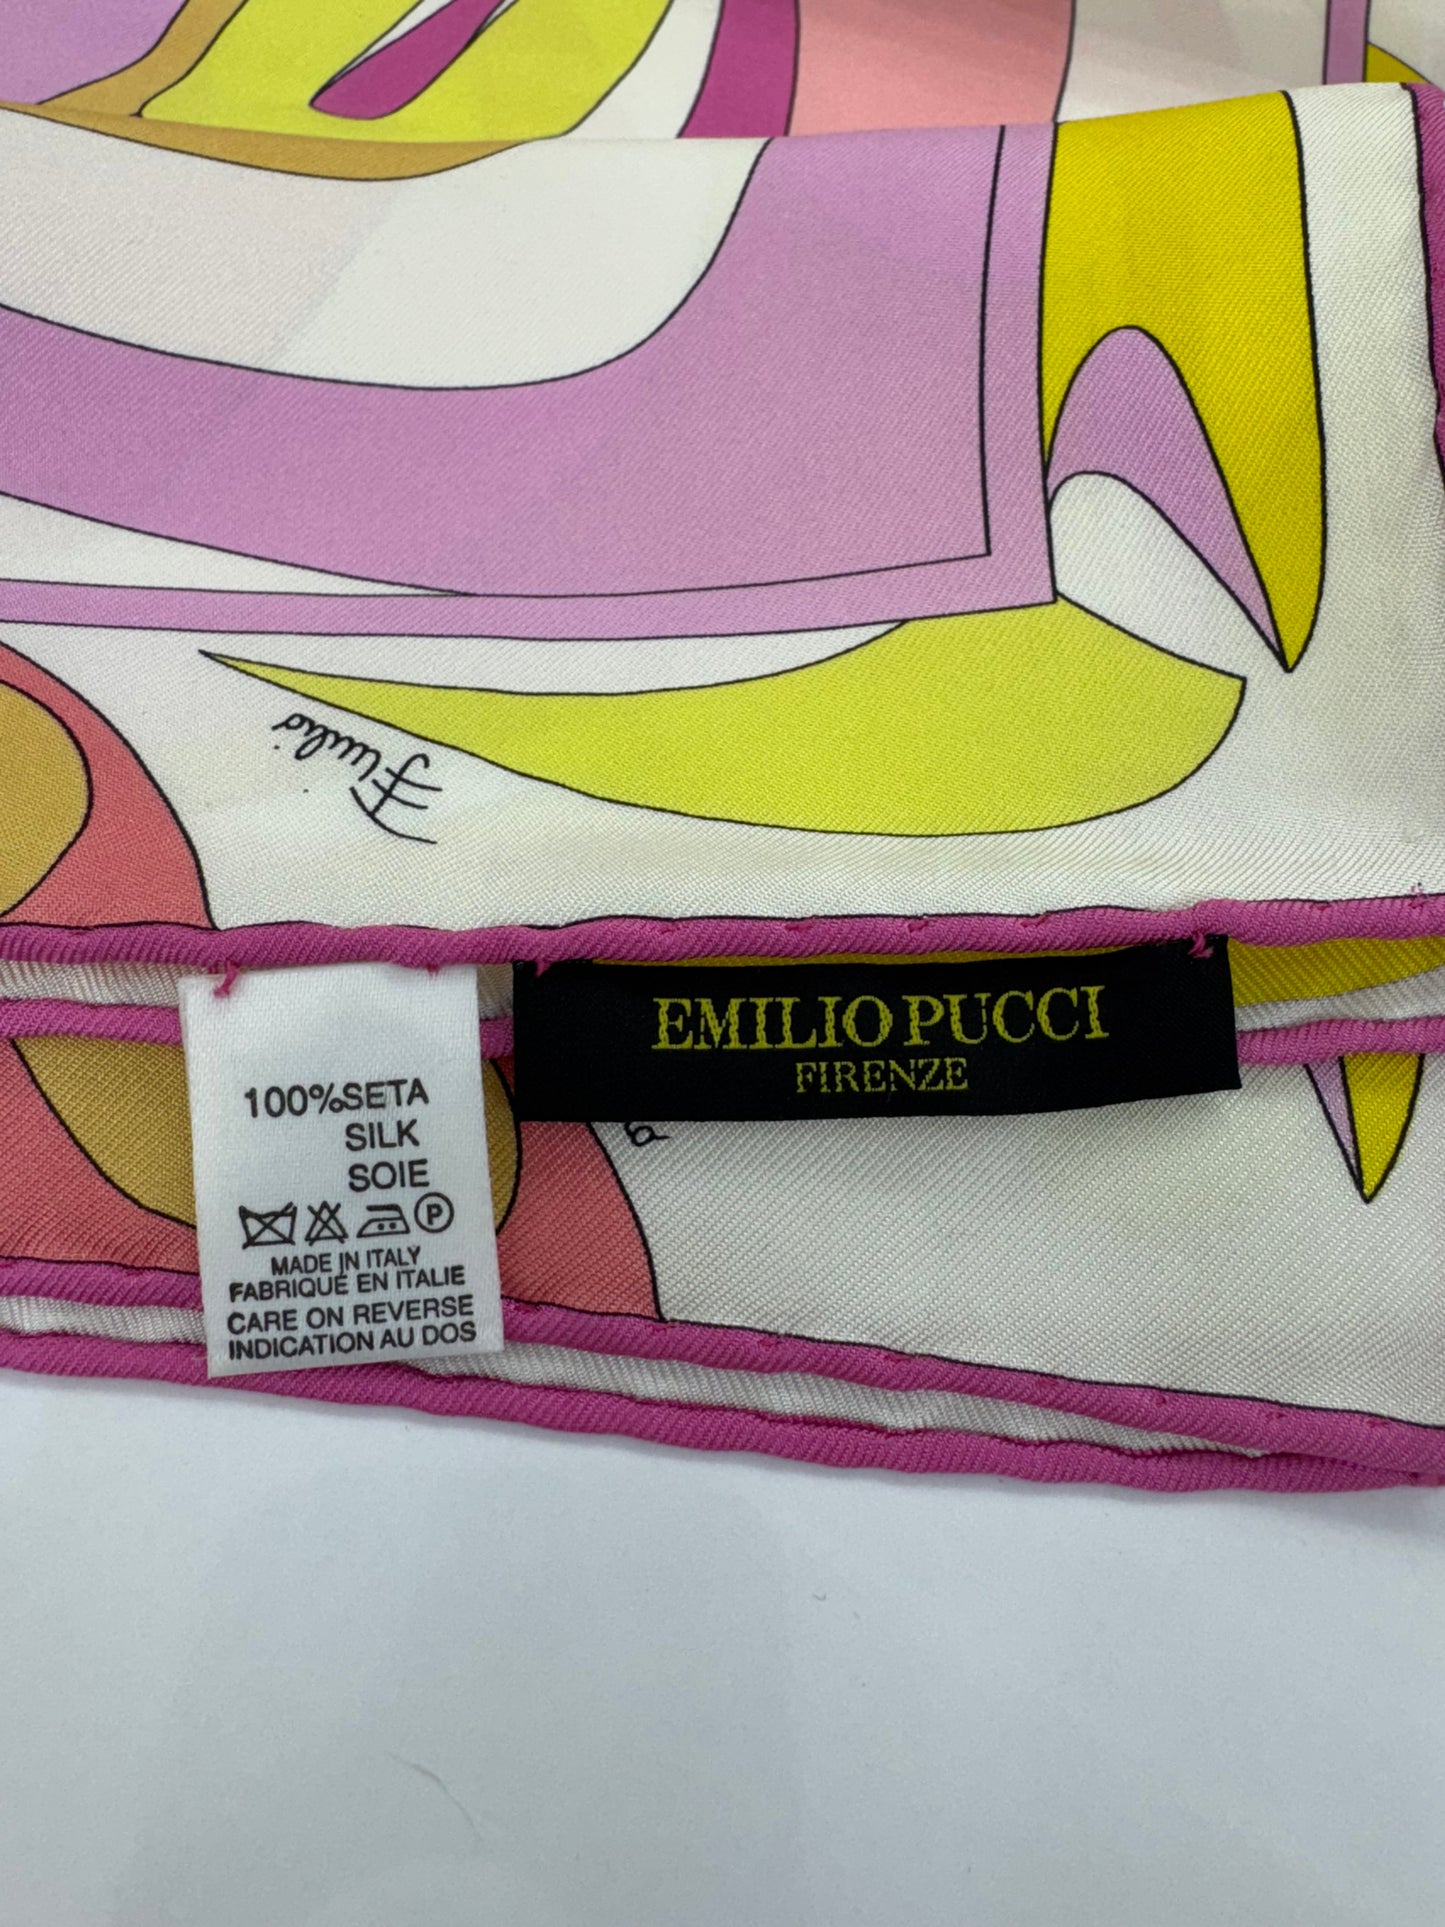 Emilio
EMILIO PUCCI
FIRENZE
100%SETA
SILK
SOIE
P
MADE IN ITALY
FABRIQUÉ EN ITALIE
CARE ON REVERSE
INDICATION AU DOS